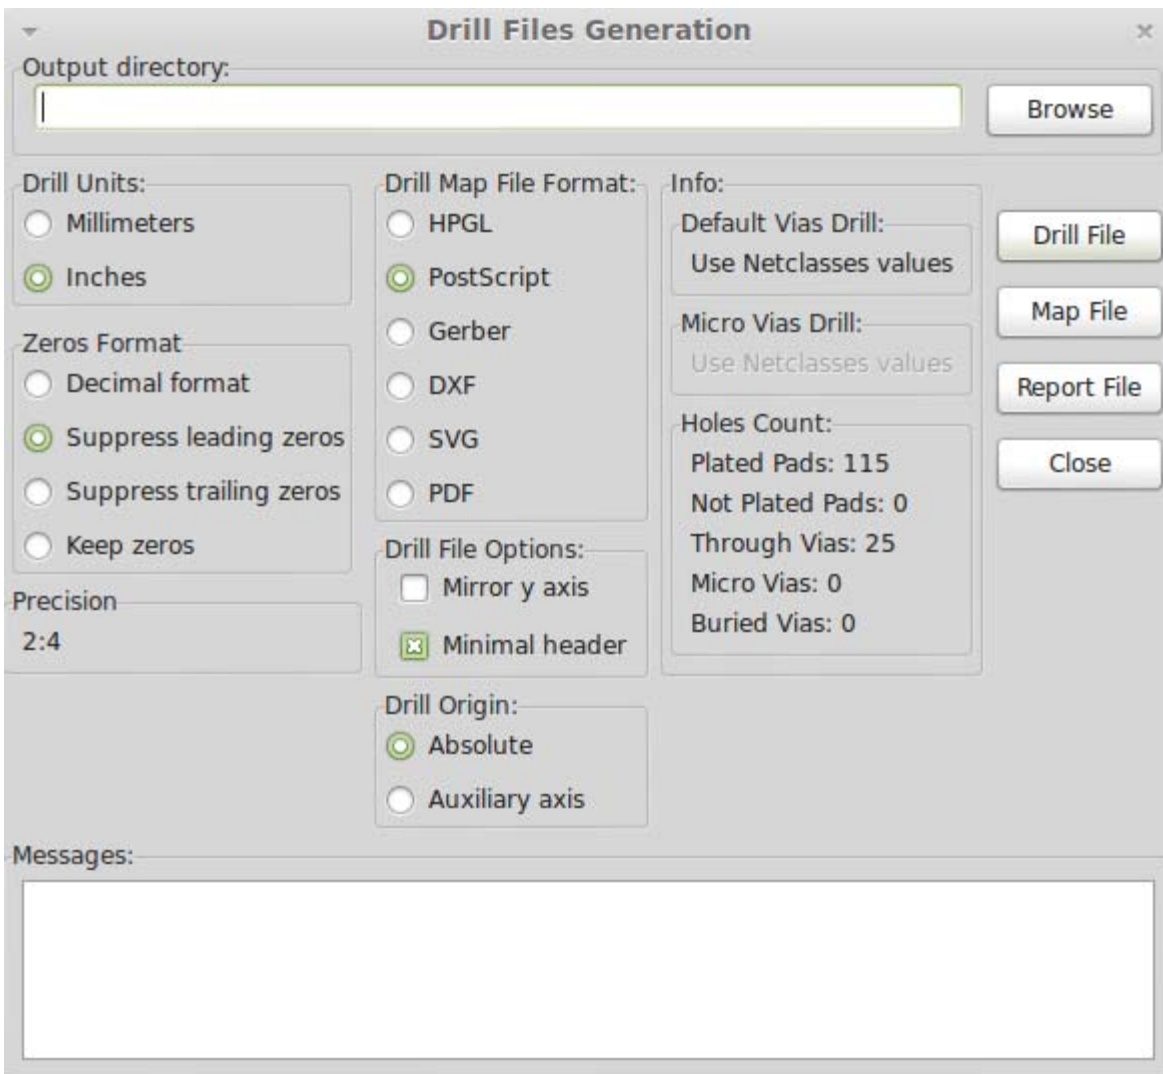 Drill Files Generation
Output directory:
Browse
Drill Units:
Millimeters
Inches
Zeros Format
Decimal format
Suppress leading zeros
Suppress trailing zeros
Keep zeros
Precision
2:4
Drill Map File Format:
HPGL
PostScript
Gerber
DXF
SVG
PDF
Drill File Options:
Mirror y axis
Minimal header
Drill Origin:
Absolute
Auxiliary axis
Info:
Default Vias Drill:
Use Netclasses values
Micro Vias Drill:
Use Netclasses values
Holes Count:
Plated Pads: 115
Not Plated Pads: 0
Through Vias: 25
Micro Vias: 0
Buried Vias: 0
Drill File
Map File
Report File
Close
Messages: